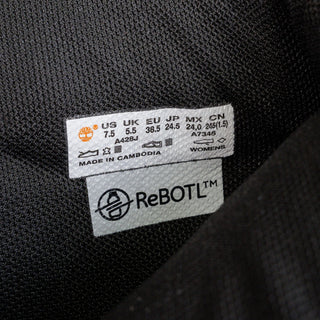 US UK EU JP MX CN
7.5 5.5 38.5 24.5 24.0 245(1.5)
A428J A7346
MADE IN CAMBODIA WOMENS
ReBOTL™